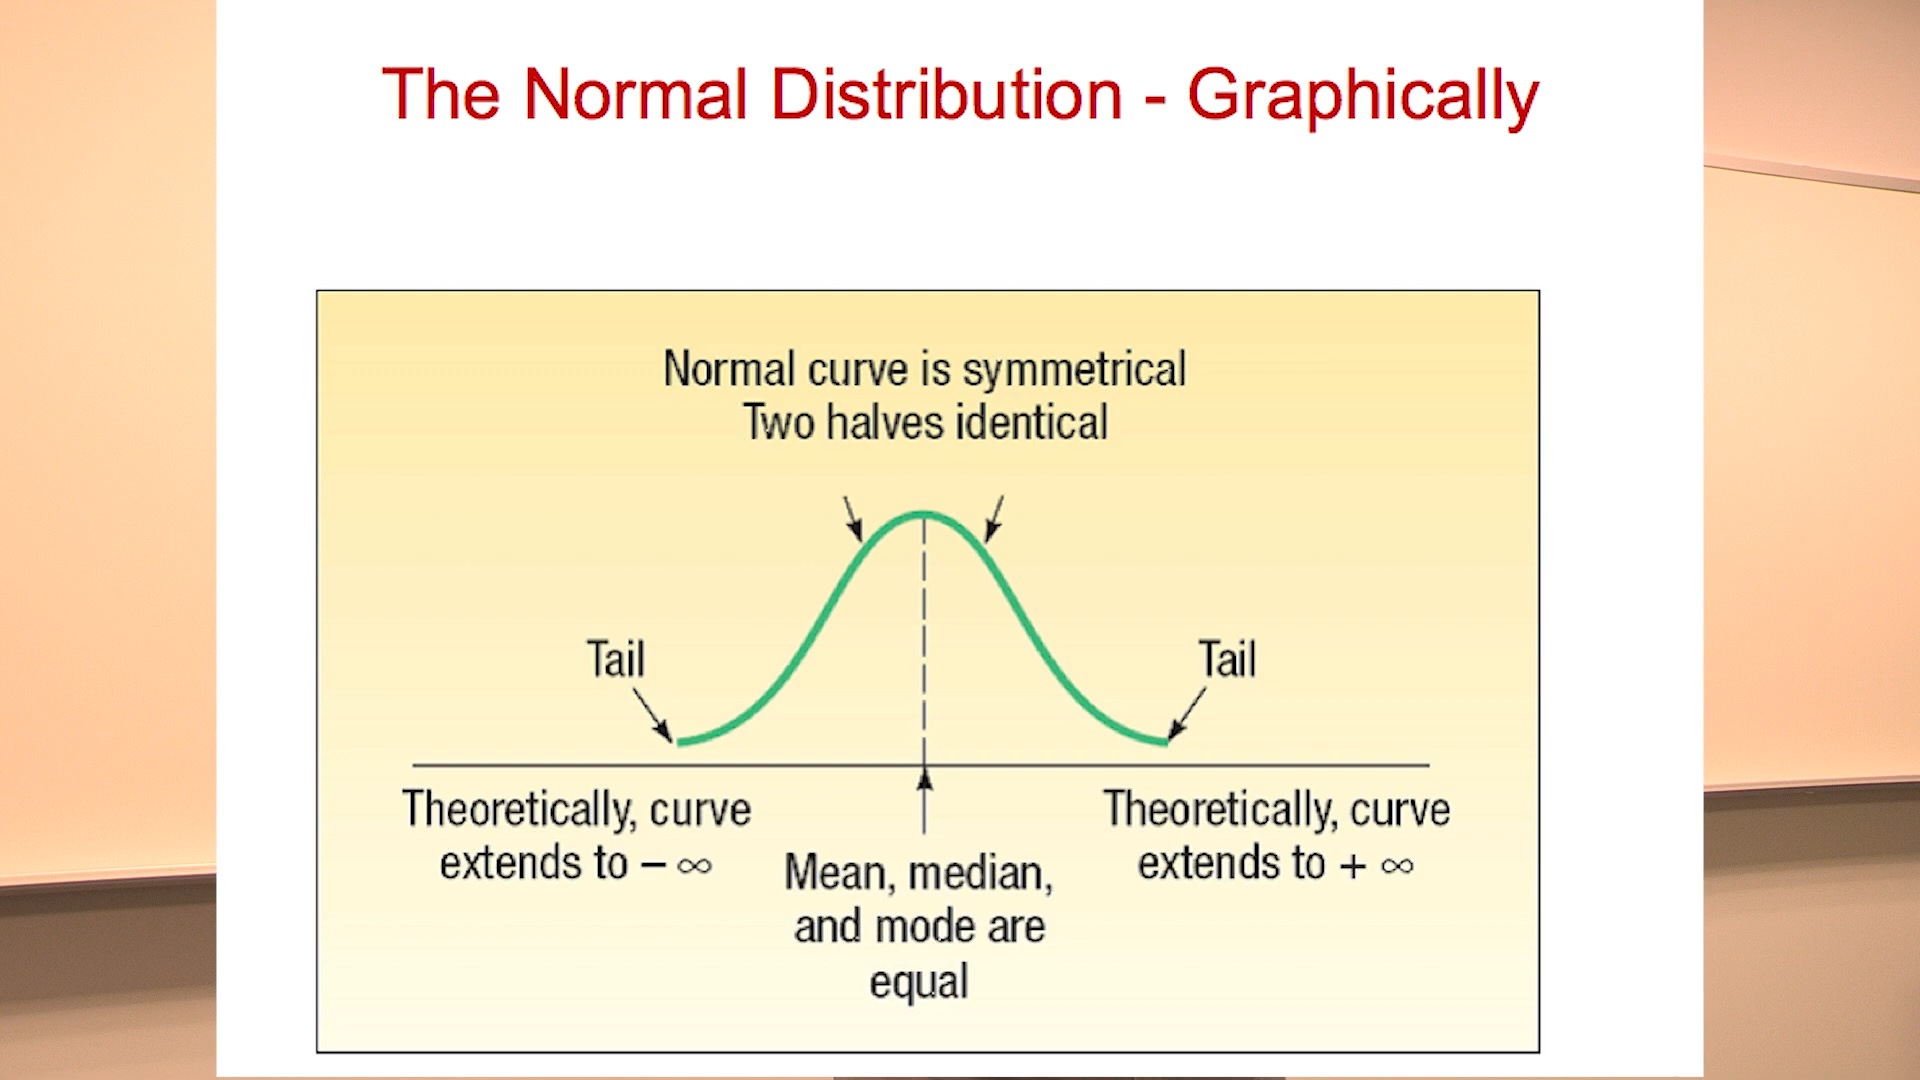 The Normal Distribution - Graphically
Normal curve is symmetrical
Two halves identical
Tail
Tail
Theoretically, curve
extends to – ∞
Mean, median,
and mode are
equal
Theoretically, curve
extends to + ∞